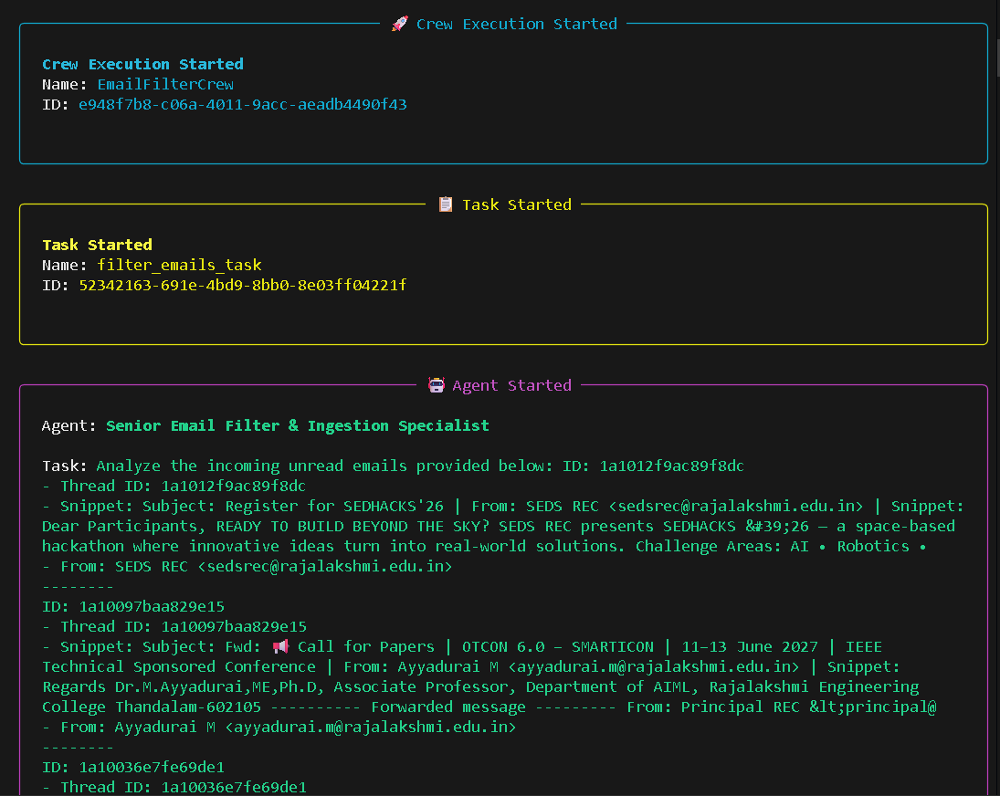 🚀 Crew Execution Started
Crew Execution Started
Name: EmailFilterCrew
ID: e948f7b8-c06a-4011-9acc-aeadb4490f43
📋 Task Started
Task Started
Name: filter_emails_task
ID: 52342163-691e-4bd9-8bb0-8e03ff04221f
🤖 Agent Started
Agent: Senior Email Filter & Ingestion Specialist
Task: Analyze the incoming unread emails provided below: ID: 1a1012f9ac89f8dc
- Thread ID: 1a1012f9ac89f8dc
- Snippet: Subject: Register for SEDHACKS'26 | From: SEDS REC <sedsrec@rajalakshmi.edu.in> | Snippet:
Dear Participants, READY TO BUILD BEYOND THE SKY? SEDS REC presents SEDHACKS &#39;26 — a space-based
hackathon where innovative ideas turn into real-world solutions. Challenge Areas: AI • Robotics •
- From: SEDS REC <sedsrec@rajalakshmi.edu.in>
--------
ID: 1a10097baa829e15
- Thread ID: 1a10097baa829e15
- Snippet: Subject: Fwd: 📢 Call for Papers | OTCON 6.0 – SMARTICON | 11–13 June 2027 | IEEE
Technical Sponsored Conference | From: Ayyadurai M <ayyadurai.m@rajalakshmi.edu.in> | Snippet:
Regards Dr.M.Ayyadurai,ME,Ph.D, Associate Professor, Department of AIML, Rajalakshmi Engineering
College Thandalam-602105 ---------- Forwarded message --------- From: Principal REC &lt;principal@
- From: Ayyadurai M <ayyadurai.m@rajalakshmi.edu.in>
--------
ID: 1a10036e7fe69de1
- Thread ID: 1a10036e7fe69de1